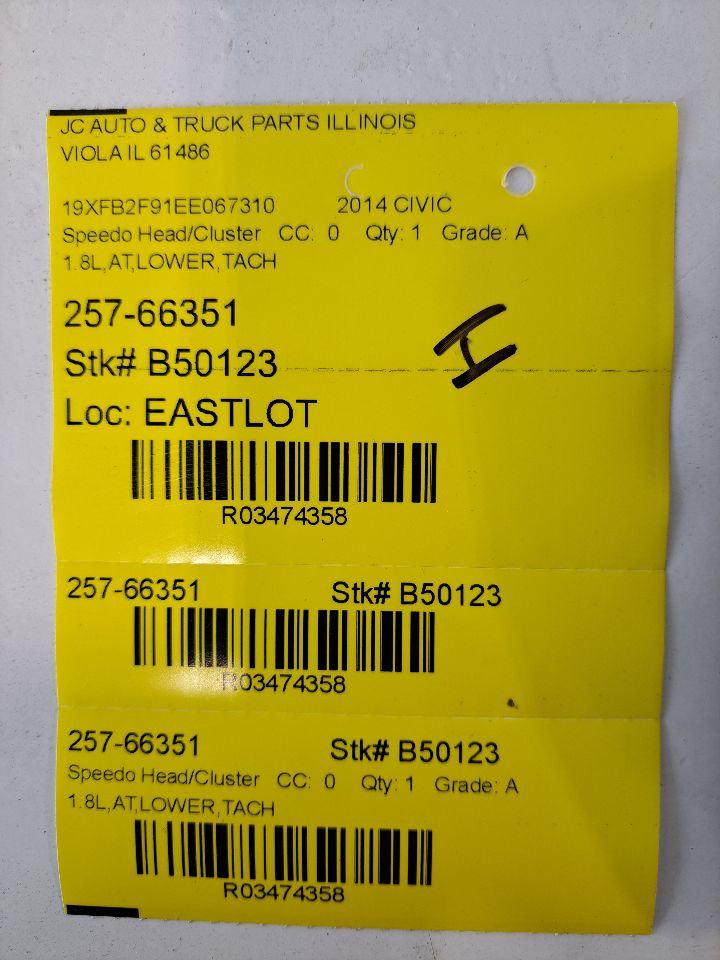 JC AUTO & TRUCK PARTS ILLINOIS
VIOLA IL 61486
19XFB2F91EE067310 2014 CIVIC
Speedo Head/Cluster CC: 0 Qty: 1 Grade: A
1.8L,AT,LOWER,TACH
257-66351
H
Stk# B50123
Loc: EASTLOT
R03474358
257-66351 Stk# B50123
R03474358
257-66351 Stk# B50123
Speedo Head/Cluster CC: 0 Qty: 1 Grade: A
1.8L,AT,LOWER,TACH
R03474358